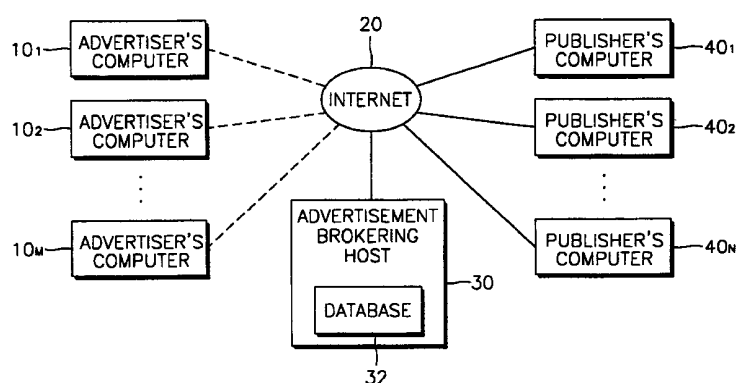 20
10₁
ADVERTISER'S
COMPUTER
10₂
ADVERTISER'S
COMPUTER
10ₘ
ADVERTISER'S
COMPUTER
INTERNET
PUBLISHER'S
COMPUTER
40₁
PUBLISHER'S
COMPUTER
40₂
PUBLISHER'S
COMPUTER
40ɴ
ADVERTISEMENT
BROKERING
HOST
30
DATABASE
32